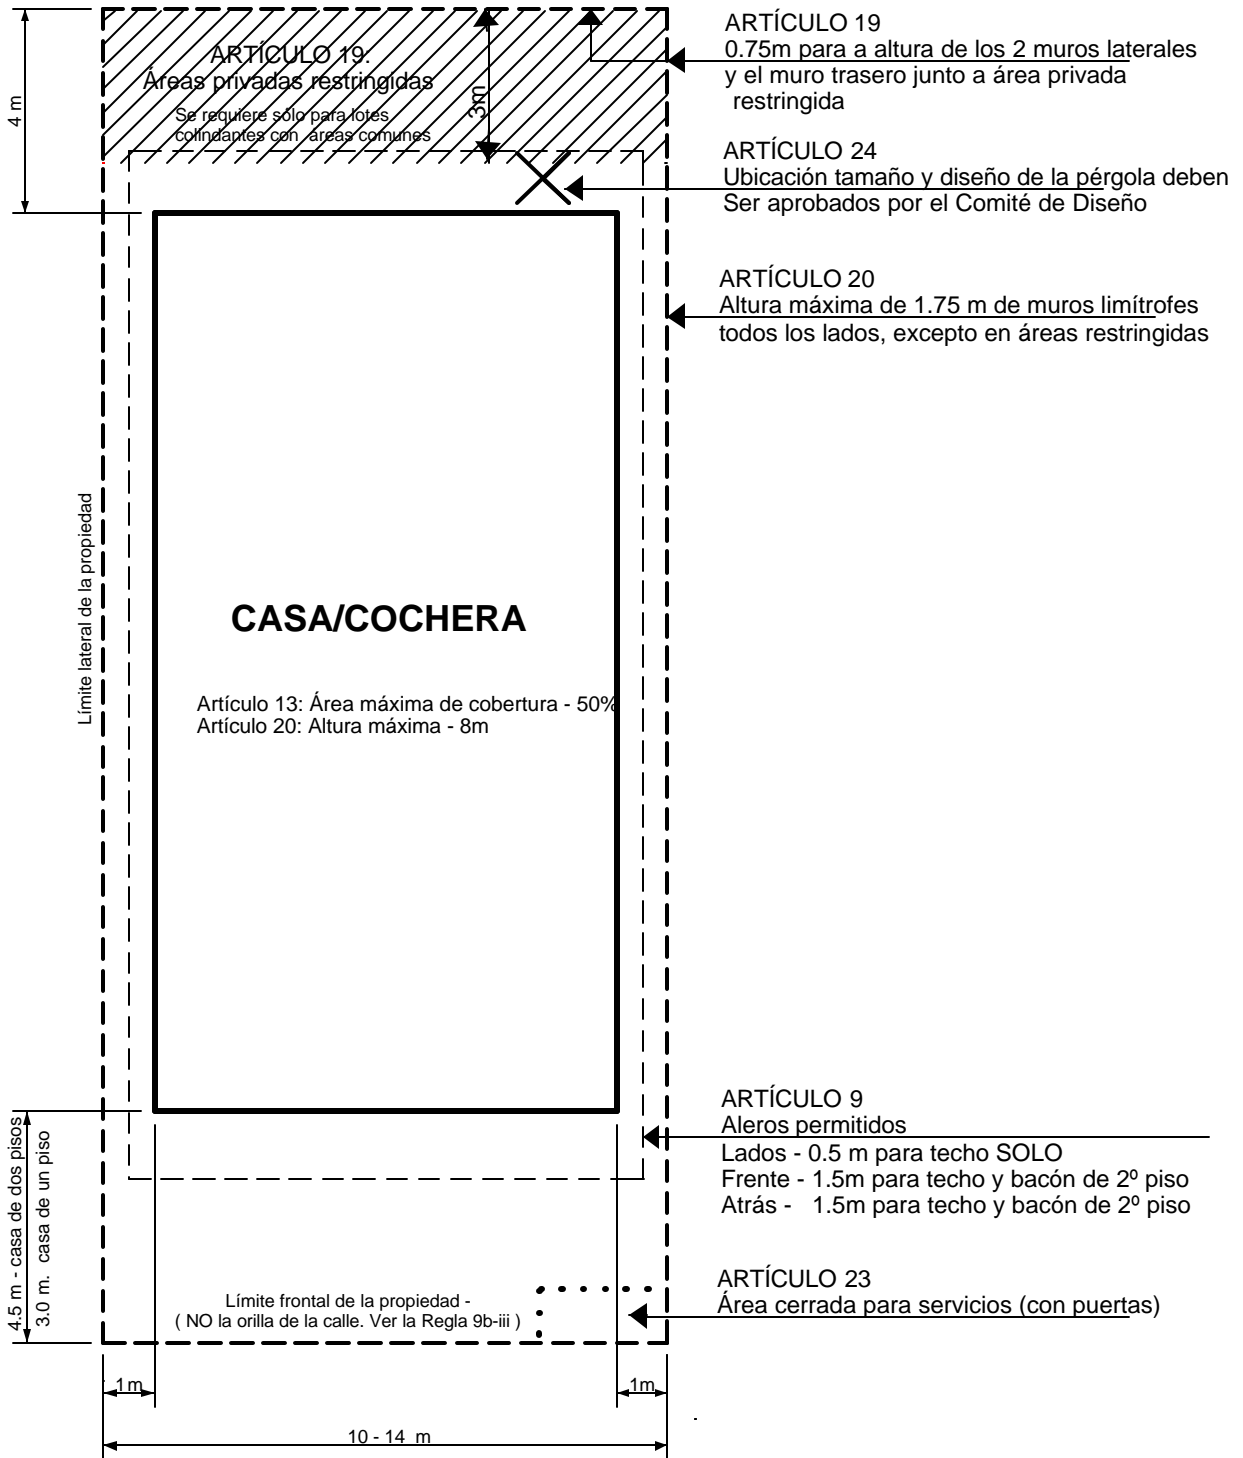 ARTÍCULO 19:
Áreas privadas restringidas
Se requiere sólo para lotes
colindantes con áreas comunes
4 m
3m
ARTÍCULO 19
0.75m para a altura de los 2 muros laterales
y el muro trasero junto a área privada
restringida
ARTÍCULO 24
Ubicación tamaño y diseño de la pérgola deben
Ser aprobados por el Comité de Diseño
ARTÍCULO 20
Altura máxima de 1.75 m de muros limítrofes
todos los lados, excepto en áreas restringidas
Límite lateral de la propiedad
CASA/COCHERA
Artículo 13: Área máxima de cobertura - 50%
Artículo 20: Altura máxima - 8m
ARTÍCULO 9
Aleros permitidos
Lados - 0.5 m para techo SOLO
Frente - 1.5m para techo y bacón de 2º piso
Atrás - 1.5m para techo y bacón de 2º piso
4.5 m - casa de dos pisos
3.0 m. casa de un piso
ARTÍCULO 23
Área cerrada para servicios (con puertas)
Límite frontal de la propiedad -
( NO la orilla de la calle. Ver la Regla 9b-iii )
1m
1m
10 - 14 m